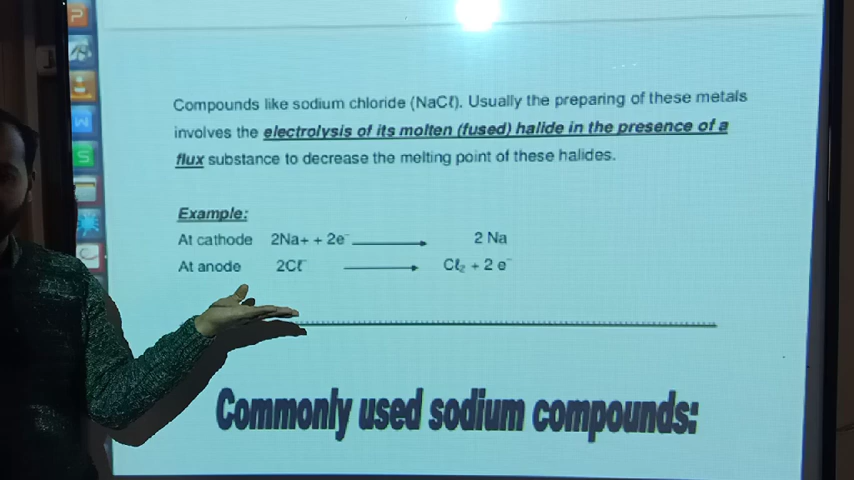 Compounds like sodium chloride (NaCℓ). Usually the preparing of these metals
involves the electrolysis of its molten (fused) halide in the presence of a
flux substance to decrease the melting point of these halides.
Example:
At cathode 2Na+ + 2e⁻ ⟶ 2 Na
At anode 2Cℓ⁻ ⟶ Cℓ₂ + 2 e⁻
Commonly used sodium compounds: